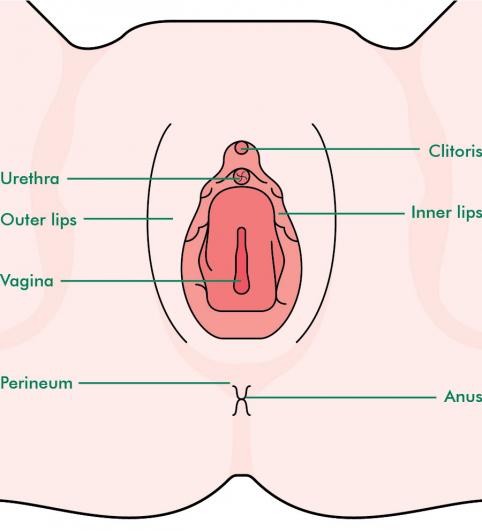 Clitoris
Urethra
Inner lips
Outer lips
Vagina
Perineum
Anus